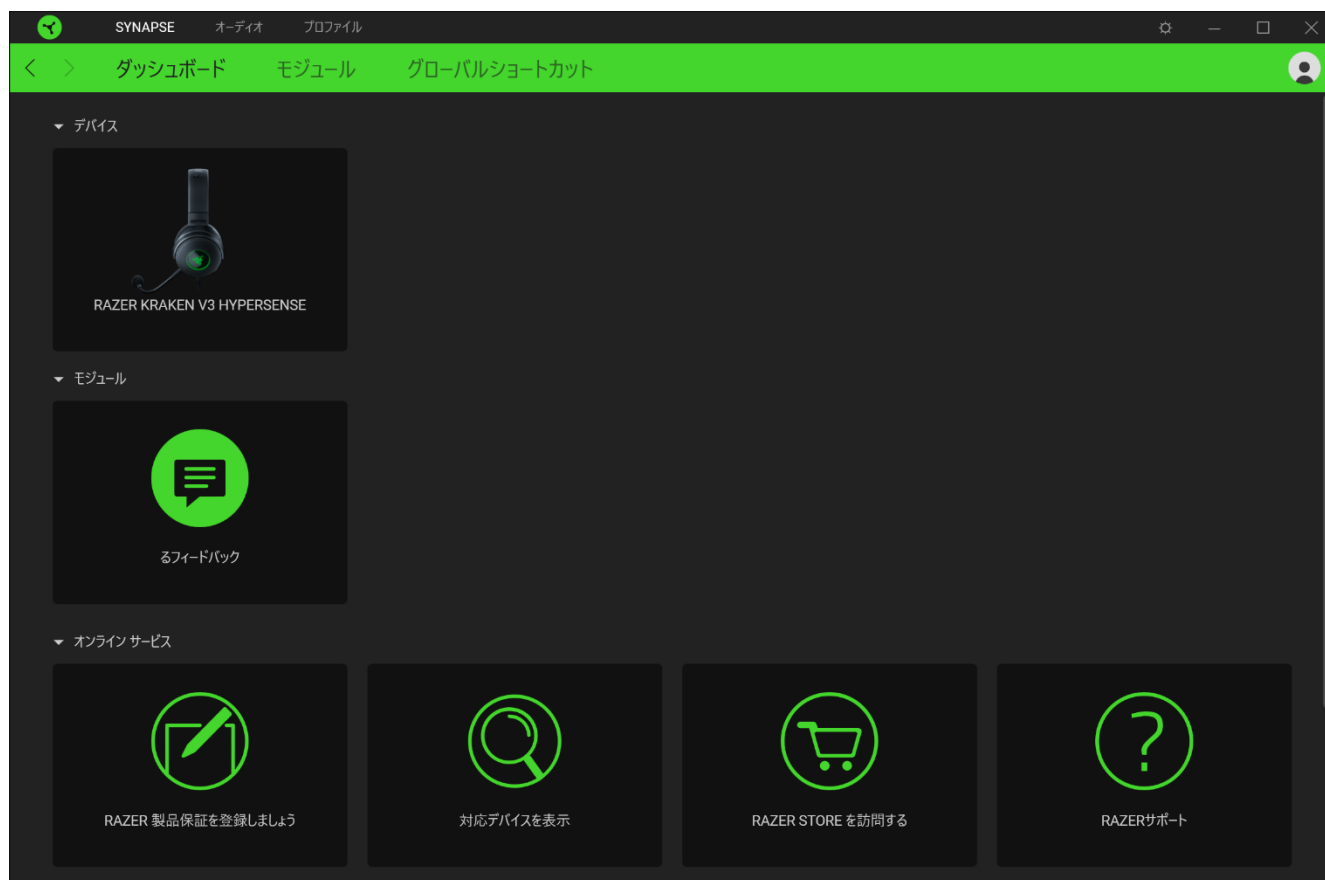 SYNAPSE オーディオ プロファイル
ダッシュボード モジュール グローバルショートカット
デバイス
RAZER KRAKEN V3 HYPERSENSE
モジュール
るフィードバック
オンライン サービス
RAZER 製品保証を登録しましょう 対応デバイスを表示 RAZER STORE を訪問する RAZERサポート